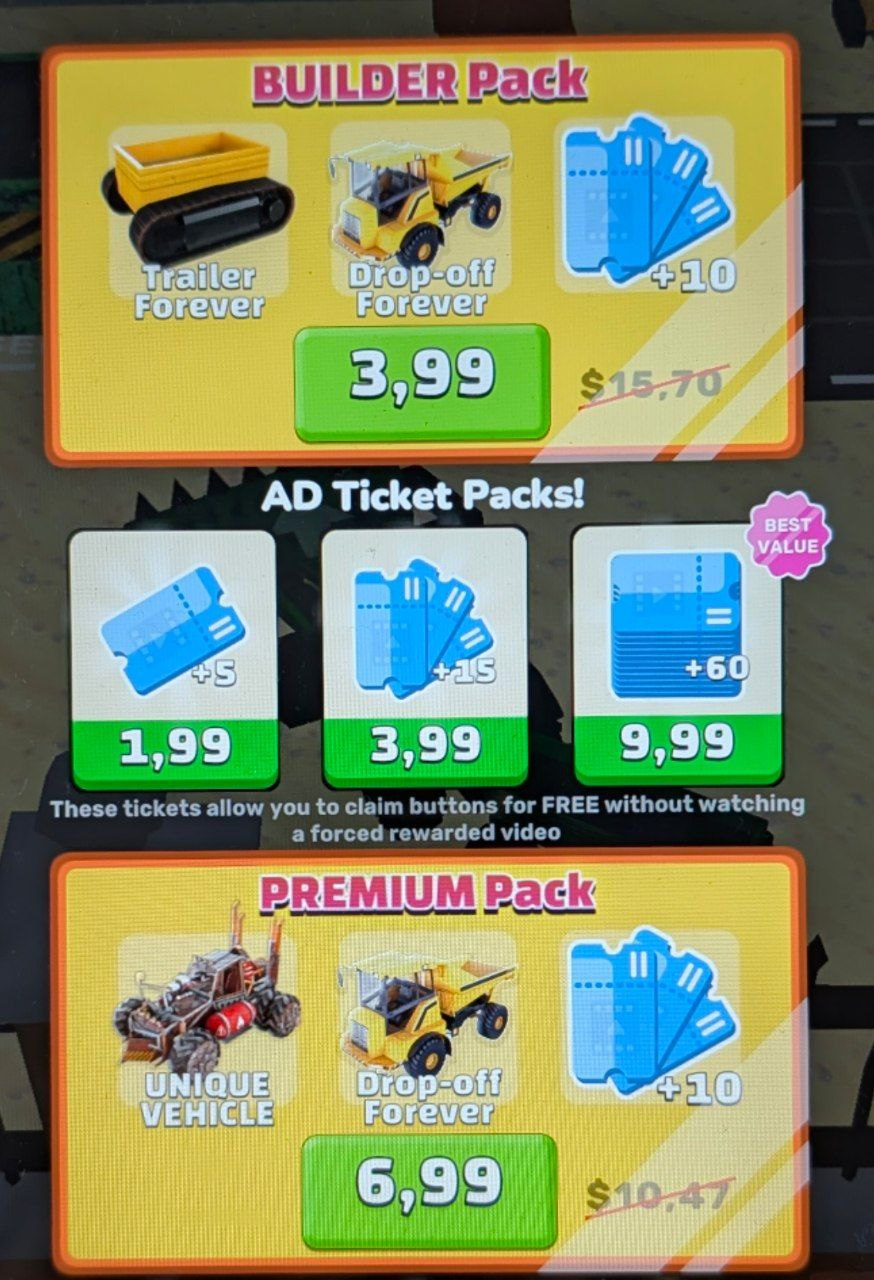 BUILDER Pack
Trailer
Forever
Drop-off
Forever
+10
3,99
$15,70
AD Ticket Packs!
BEST
VALUE
+5
+15
+60
1,99
3,99
9,99
These tickets allow you to claim buttons for FREE without watching
a forced rewarded video
PREMIUM Pack
UNIQUE
VEHICLE
Drop-off
Forever
+10
6,99
$10,47